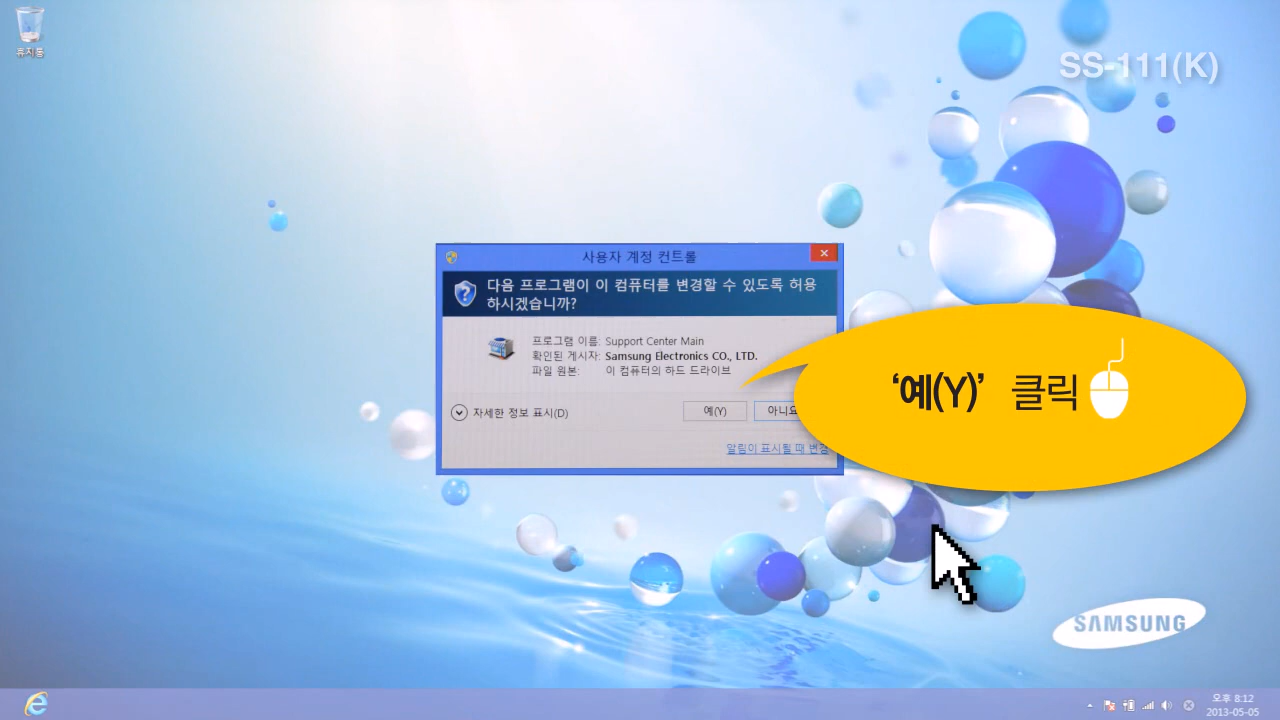 휴지통
SS-111(K)
사용자 계정 컨트롤
다음 프로그램이 이 컴퓨터를 변경할 수 있도록 허용
하시겠습니까?
프로그램 이름: Support Center Main
확인된 게시자: Samsung Electronics CO., LTD.
파일 원본: 이 컴퓨터의 하드 드라이브
자세한 정보 표시(D)
예(Y)
아니요
알림이 표시될 때 변경
‘예(Y)’ 클릭
SAMSUNG
오후 8:12
2013-05-05